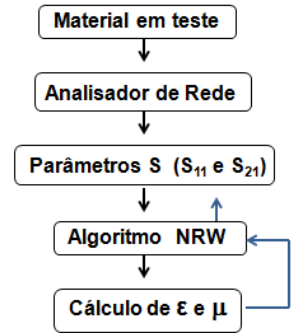 Material em teste
Analisador de Rede
Parâmetros S (S₁₁ e S₂₁)
Algoritmo NRW
Cálculo de ε e μ